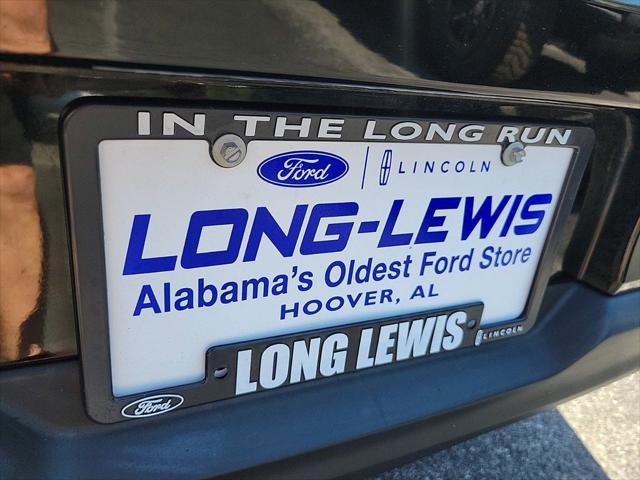 IN THE LONG RUN
Ford LINCOLN
LONG-LEWIS
Alabama's Oldest Ford Store
HOOVER, AL
LONG LEWIS
Ford LINCOLN